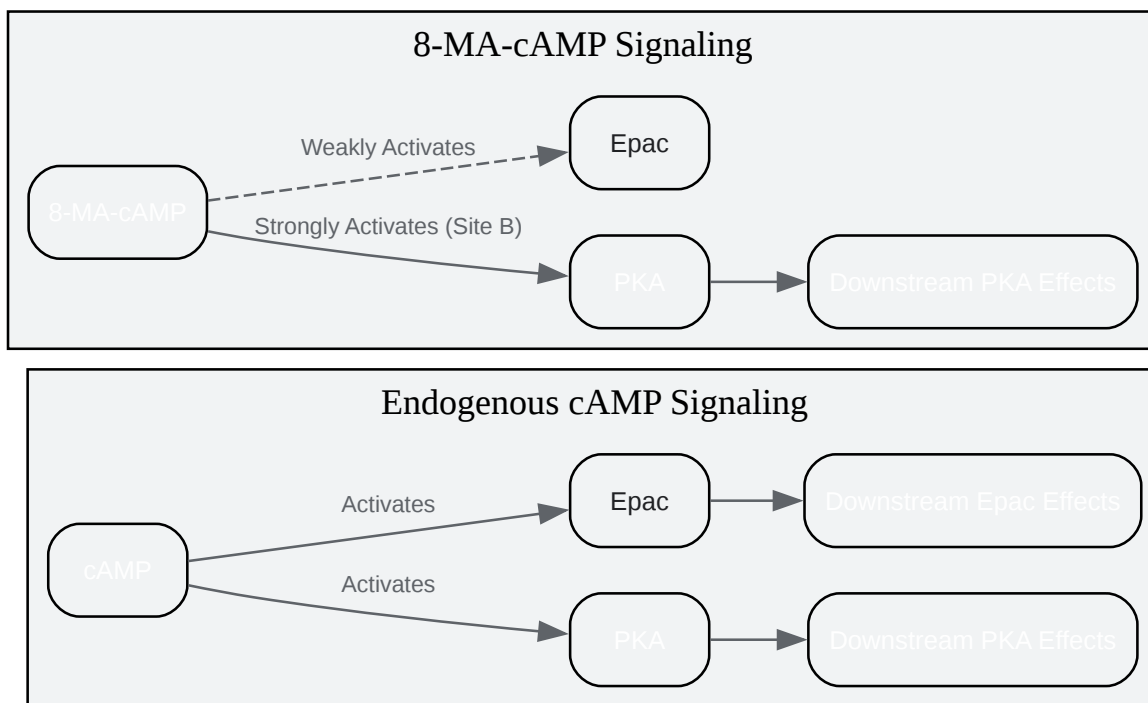 8-MA-cAMP Signaling
Weakly Activates
Epac
8-MA-cAMP
Strongly Activates (Site B)
PKA
Downstream PKA Effects
Endogenous cAMP Signaling
Activates
Epac
Downstream Epac Effects
cAMP
Activates
PKA
Downstream PKA Effects